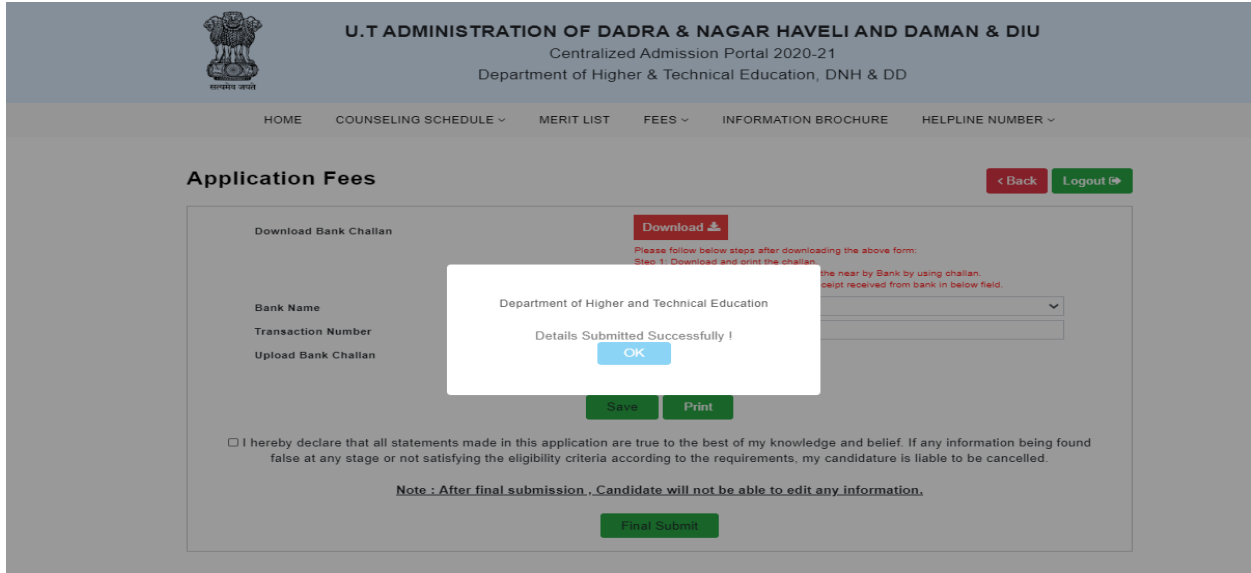 U.T ADMINISTRATION OF DADRA & NAGAR HAVELI AND DAMAN & DIU
Centralized Admission Portal 2020-21
Department of Higher & Technical Education, DNH & DD
सत्यमेव जयते
HOME COUNSELING SCHEDULE MERIT LIST FEES INFORMATION BROCHURE HELPLINE NUMBER
Application Fees
Back Logout
Download Bank Challan
Download
Please follow below steps after downloading the above form:
Step 1: Download and print the challan.
the near by Bank by using challan.
receipt received from bank in below field.
Department of Higher and Technical Education
Details Submitted Successfully !
OK
Bank Name
Transaction Number
Upload Bank Challan
Save Print
I hereby declare that all statements made in this application are true to the best of my knowledge and belief. If any information being found
false at any stage or not satisfying the eligibility criteria according to the requirements, my candidature is liable to be cancelled.
Note : After final submission , Candidate will not be able to edit any information.
Final Submit